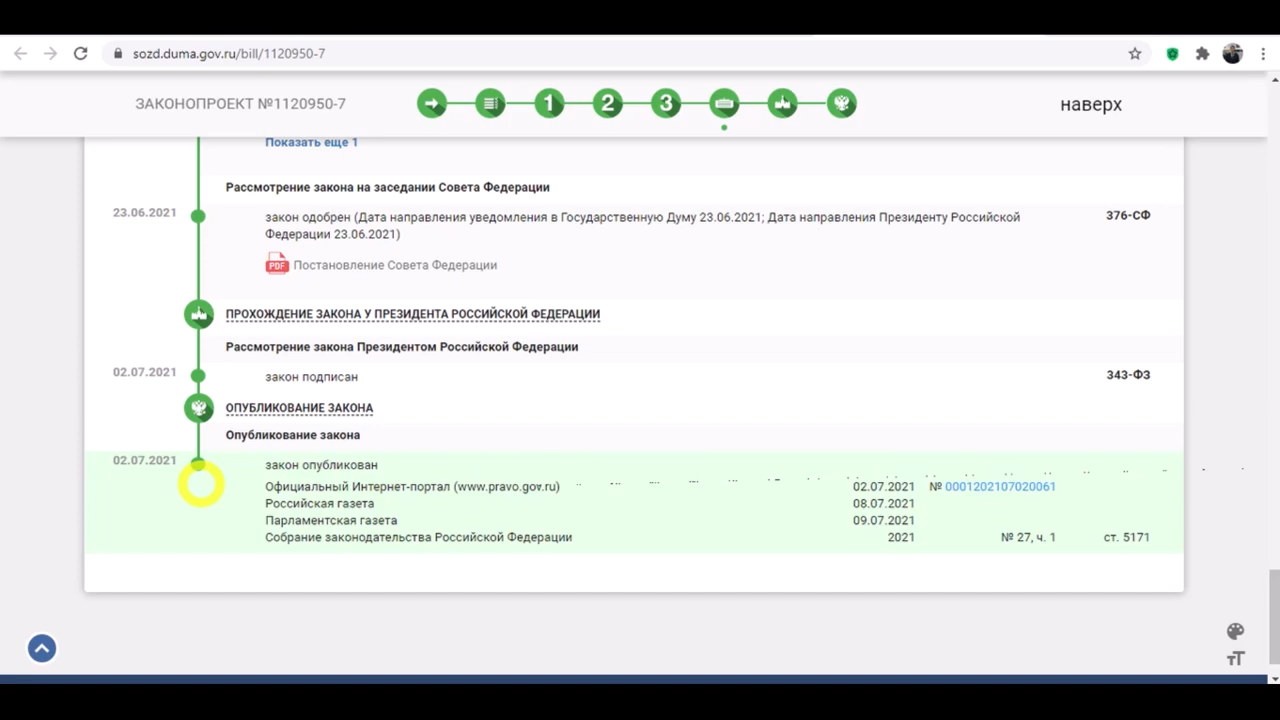 sozd.duma.gov.ru/bill/1120950-7
ЗАКОНОПРОЕКТ №1120950-7
1 2 3
наверх
Показать еще 1
Рассмотрение закона на заседании Совета Федерации
23.06.2021
закон одобрен (Дата направления уведомления в Государственную Думу 23.06.2021; Дата направления Президенту Российской
376-СФ
Федерации 23.06.2021)
PDF Постановление Совета Федерации
ПРОХОЖДЕНИЕ ЗАКОНА У ПРЕЗИДЕНТА РОССИЙСКОЙ ФЕДЕРАЦИИ
Рассмотрение закона Президентом Российской Федерации
02.07.2021
закон подписан
343-ФЗ
ОПУБЛИКОВАНИЕ ЗАКОНА
Опубликование закона
02.07.2021
закон опубликован
Официальный Интернет-портал (www.pravo.gov.ru) 02.07.2021 № 0001202107020061
Российская газета 08.07.2021
Парламентская газета 09.07.2021
Собрание законодательства Российской Федерации 2021 № 27, ч. 1 ст. 5171
тТ